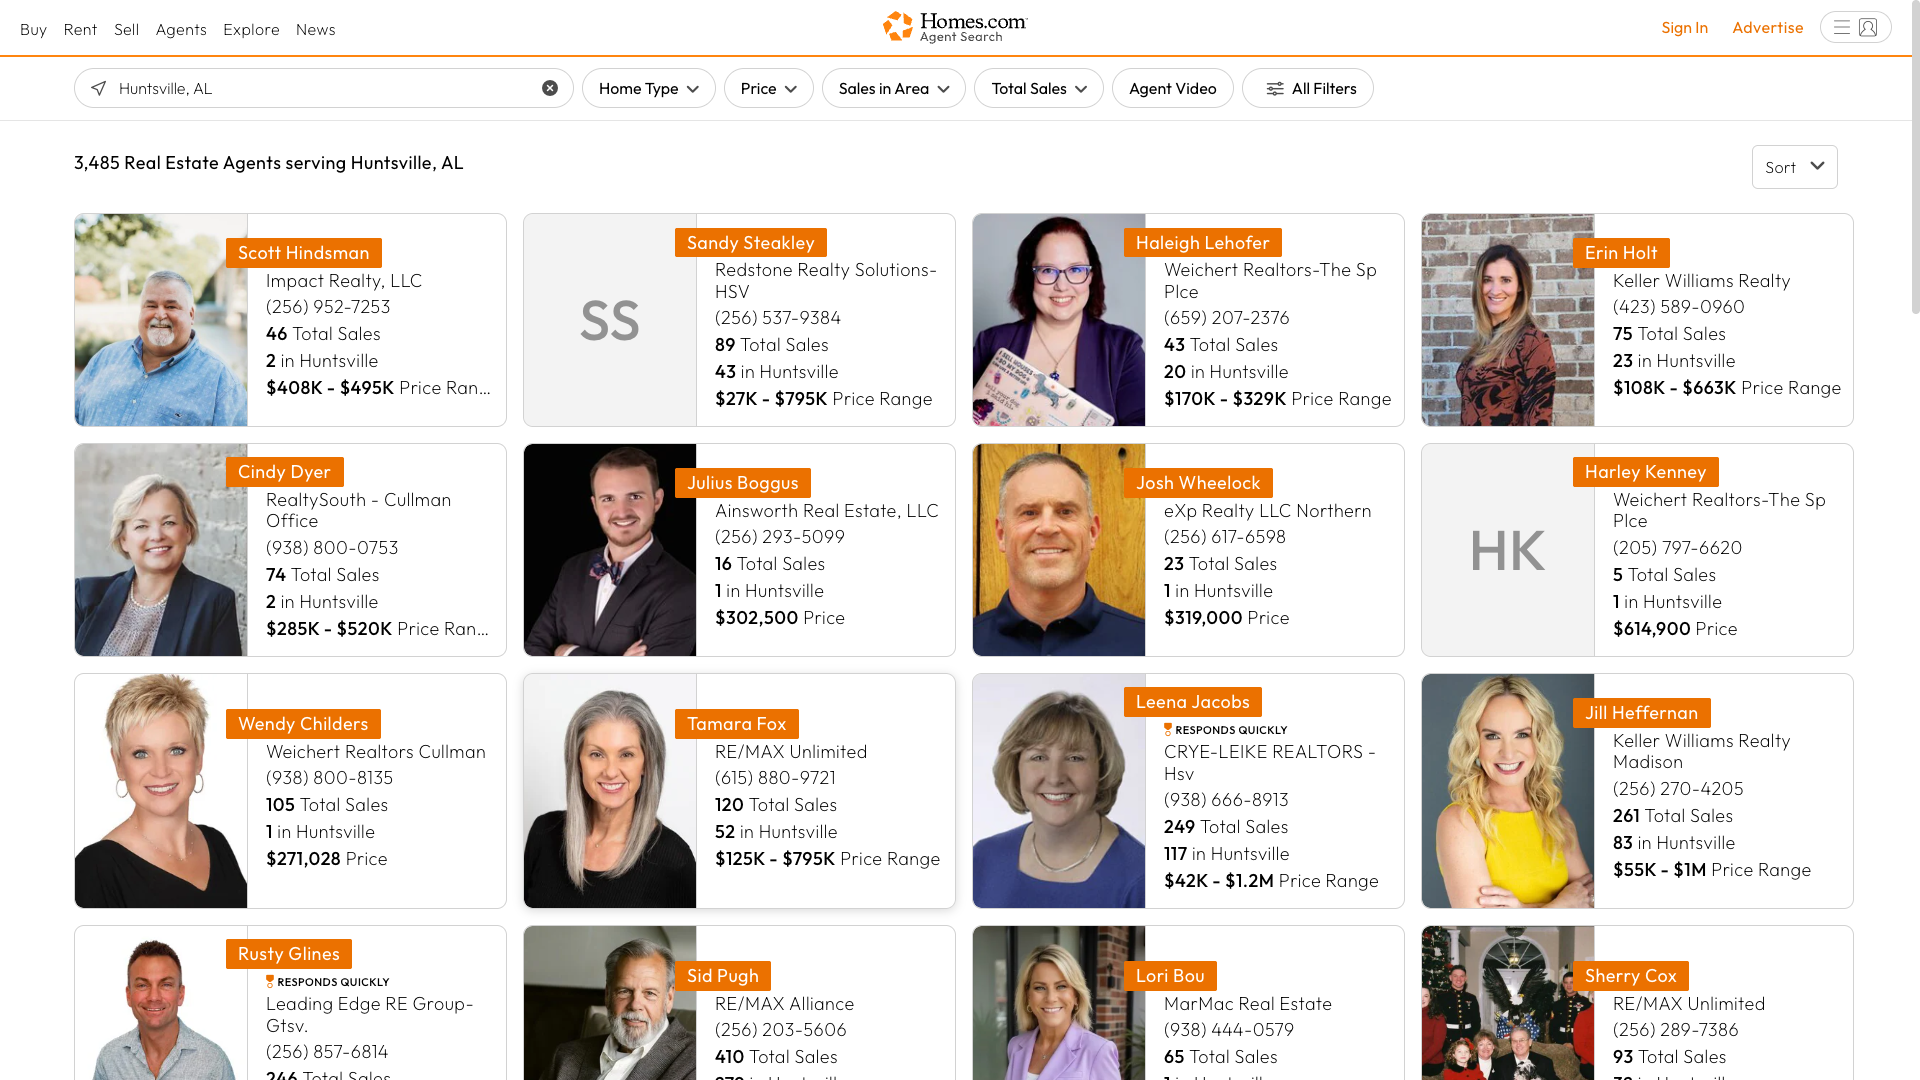 Buy
Rent
Sell
Agents
Explore
News
Homes.com
Agent Search
Sign In
Advertise
Huntsville, AL
Home Type
Price
Sales in Area
Total Sales
Agent Video
All Filters
3,485 Real Estate Agents serving Huntsville, AL
Sort
Scott Hindsman
Impact Realty, LLC
(256) 952-7253
46 Total Sales
2 in Huntsville
$408K - $495K Price Ran...
SS
Sandy Steakley
Redstone Realty Solutions-
HSV
(256) 537-9384
89 Total Sales
43 in Huntsville
$27K - $795K Price Range
Haleigh Lehofer
Weichert Realtors-The Sp
Plce
(659) 207-2376
43 Total Sales
20 in Huntsville
$170K - $329K Price Range
Erin Holt
Keller Williams Realty
(423) 589-0960
75 Total Sales
23 in Huntsville
$108K - $663K Price Range
Cindy Dyer
RealtySouth - Cullman
Office
(938) 800-0753
74 Total Sales
2 in Huntsville
$285K - $520K Price Ran...
Julius Boggus
Ainsworth Real Estate, LLC
(256) 293-5099
16 Total Sales
1 in Huntsville
$302,500 Price
Josh Wheelock
eXp Realty LLC Northern
(256) 617-6598
23 Total Sales
1 in Huntsville
$319,000 Price
HK
Harley Kenney
Weichert Realtors-The Sp
Plce
(205) 797-6620
5 Total Sales
1 in Huntsville
$614,900 Price
Wendy Childers
Weichert Realtors Cullman
(938) 800-8135
105 Total Sales
1 in Huntsville
$271,028 Price
Tamara Fox
RE/MAX Unlimited
(615) 880-9721
120 Total Sales
52 in Huntsville
$125K - $795K Price Range
Leena Jacobs
RESPONDS QUICKLY
CRYE-LEIKE REALTORS -
Hsv
(938) 666-8913
249 Total Sales
117 in Huntsville
$42K - $1.2M Price Range
Jill Heffernan
Keller Williams Realty
Madison
(256) 270-4205
261 Total Sales
83 in Huntsville
$55K - $1M Price Range
Rusty Glines
RESPONDS QUICKLY
Leading Edge RE Group-
Gtsv.
(256) 857-6814
246 Total Sales
Sid Pugh
RE/MAX Alliance
(256) 203-5606
410 Total Sales
Lori Bou
MarMac Real Estate
(938) 444-0579
65 Total Sales
Sherry Cox
RE/MAX Unlimited
(256) 289-7386
93 Total Sales